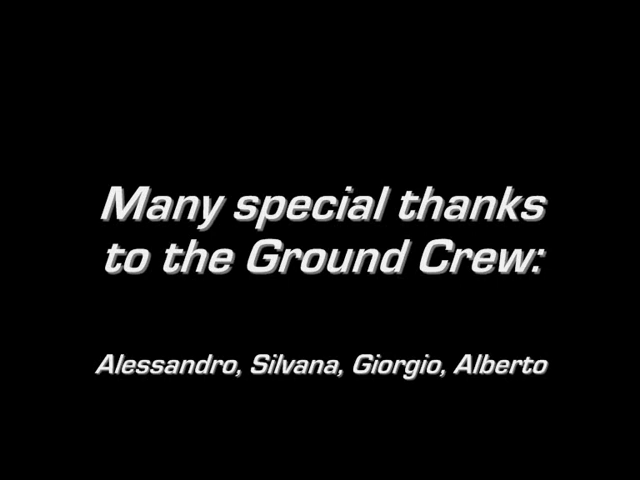 Many special thanks
to the Ground Crew:
Alessandro, Silvana, Giorgio, Alberto